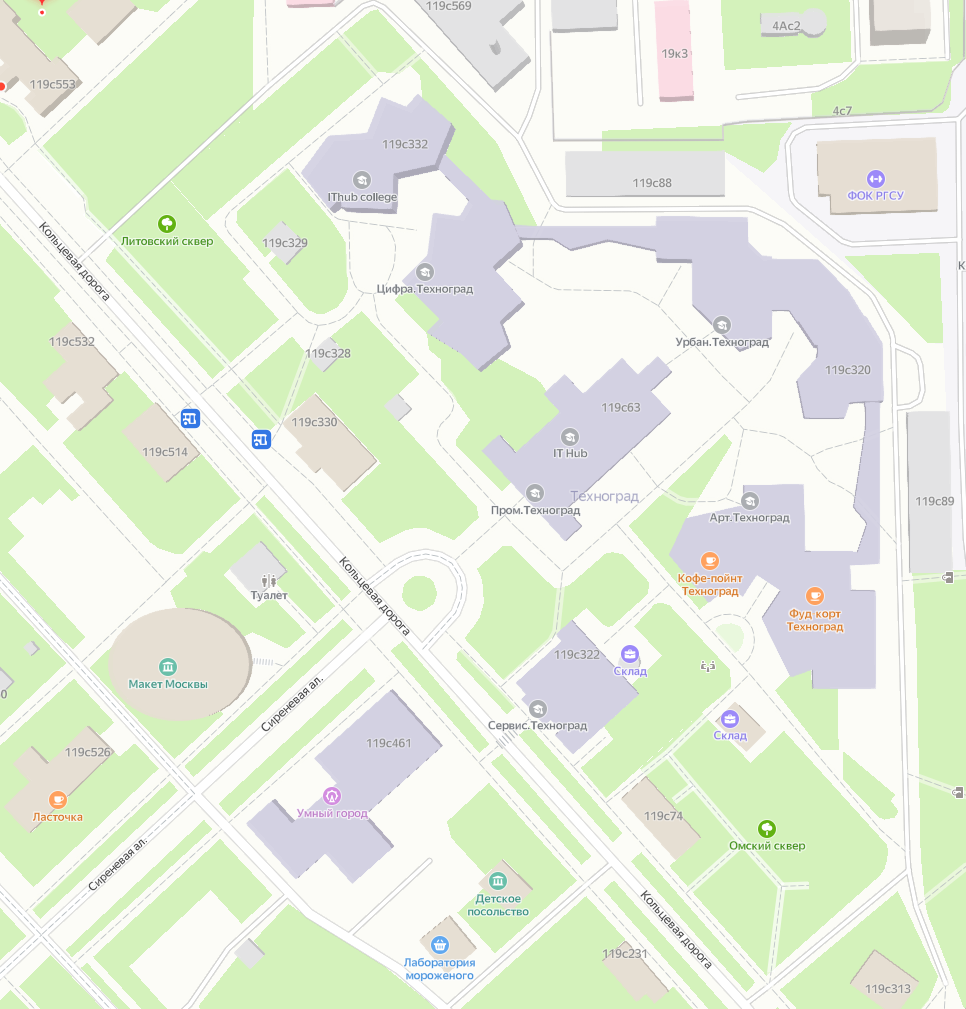 119с569
4Ас2
19к3
119с553
4с7
119с332
119с88
IThub college
ФОК РГСУ
Литовский сквер
119с329
Кольцевая дорога
Цифра.Техноград
К
119с532
119с328
Урбан.Техноград
119с320
119с63
119с330
119с514
IT Hub
Техноград
Пром.Техноград
119с89
Арт.Техноград
Кольцевая дорога
Кофе-пойнт
Техноград
Туалет
Фуд-корт
Техноград
119с322
Склад
Макет Москвы
0
Сиреневая ал.
Сервис.Техноград
Склад
119с461
119с526
Умный город
Ласточка
119с74
Омский сквер
Сиреневая ал.
Детское
посольство
Кольцевая дорога
Лаборатория
мороженого
119с231
119с313